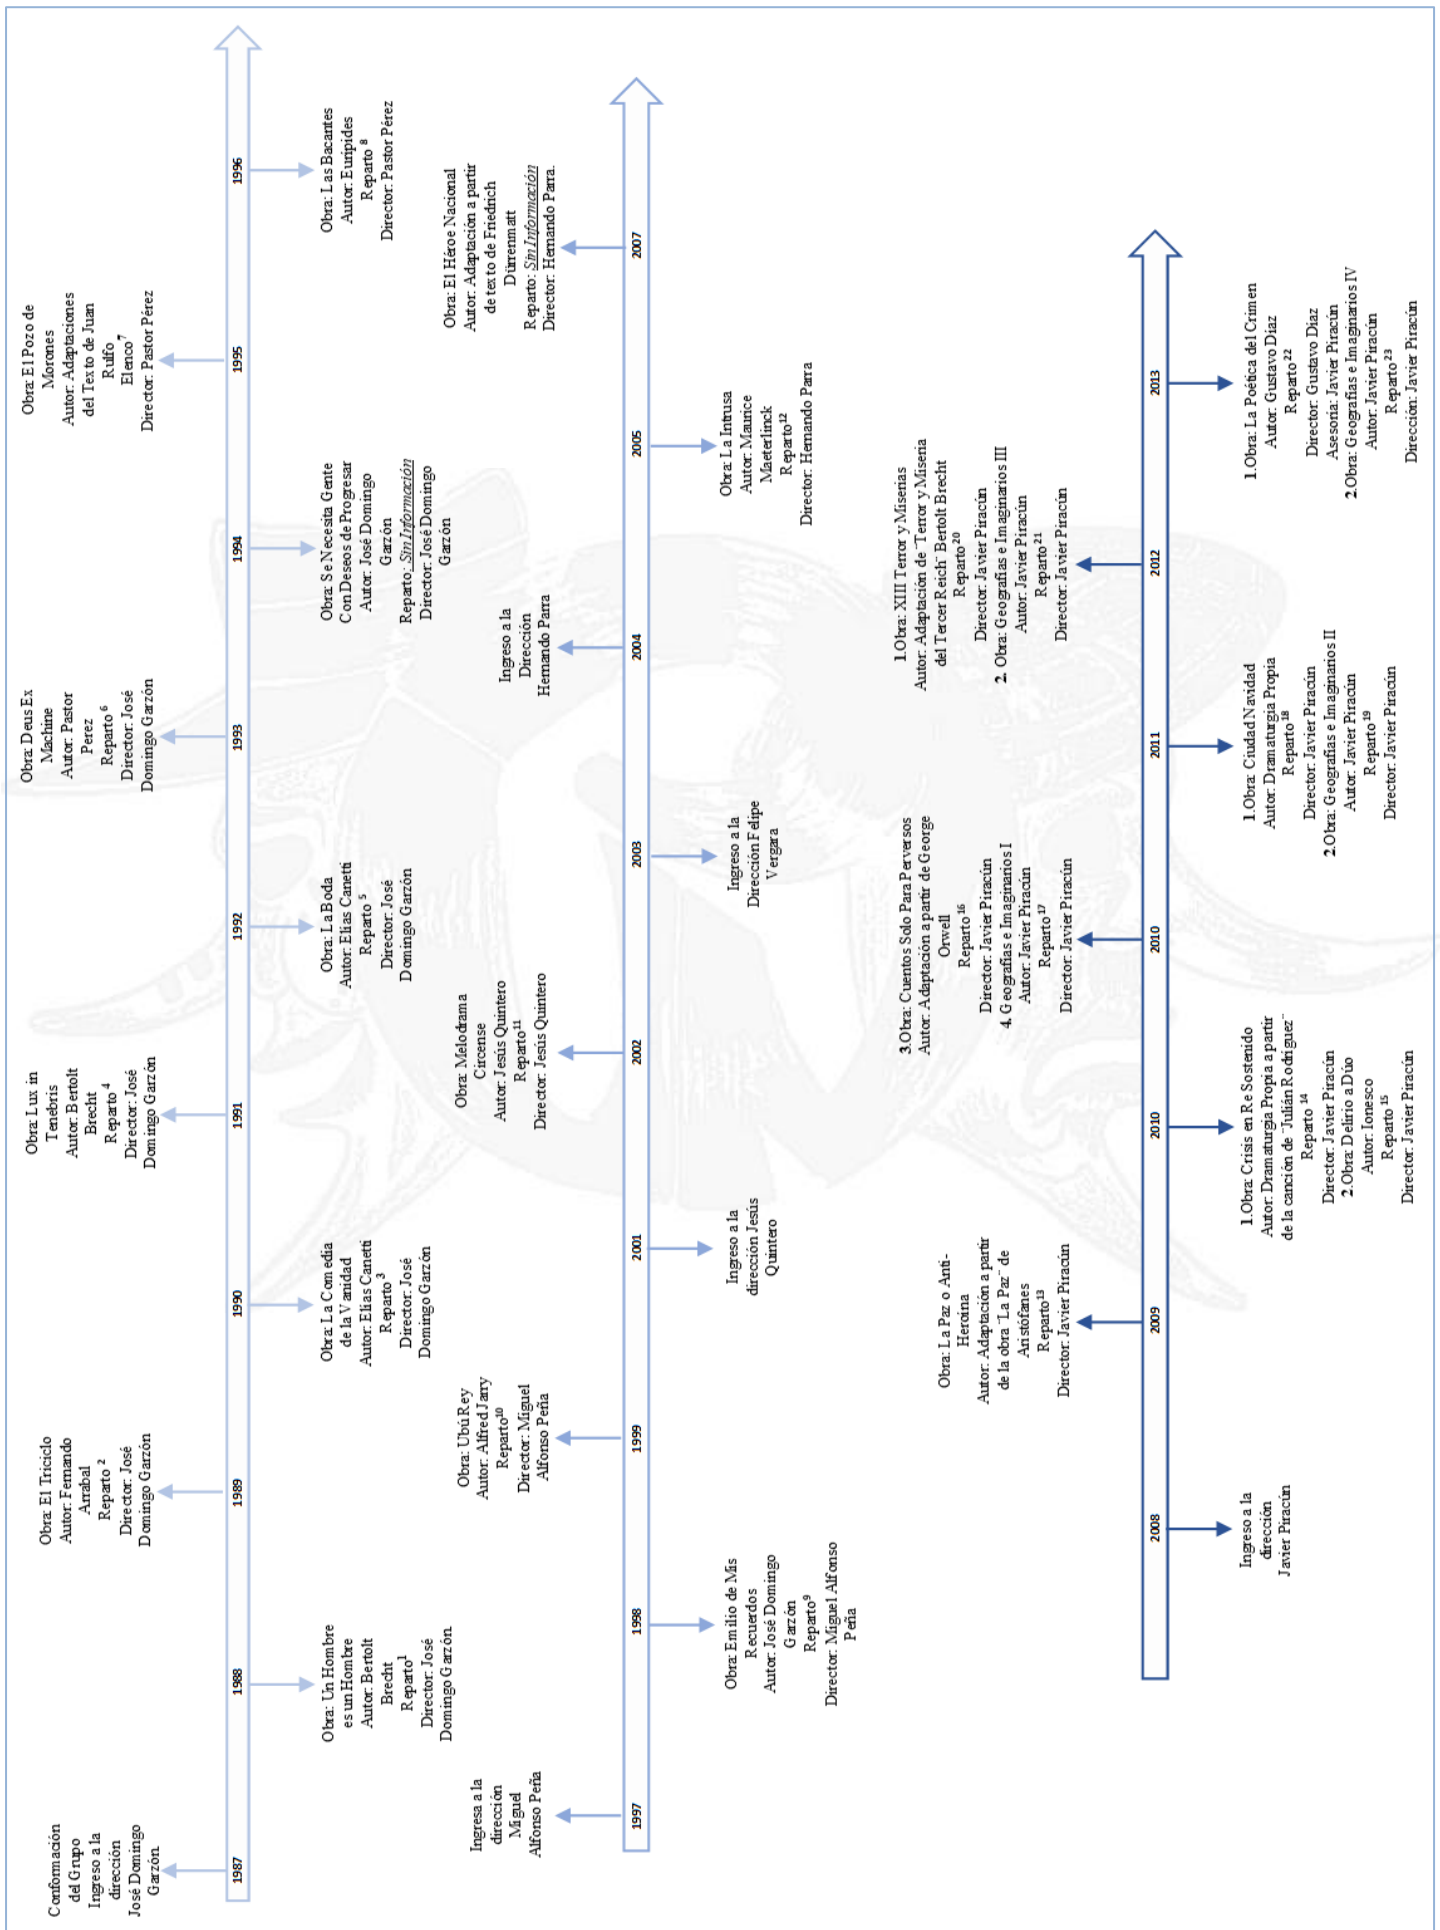 Conformación
del Grupo
Ingreso a la
dirección
José Domingo
Garzón.
1987
1988
Obra: Un Hombre
es un Hombre
Autor: Bertolt
Brecht
Reparto1
Director: José
Domingo Garzón.
Obra: El Triciclo
Autor: Fernando
Arrabal
Reparto 2
Director: José
Domingo Garzón
1989
1990
Obra: La Comedia
de la Vanidad
Autor: Elias Canetti
Reparto 3
Director: José
Domingo Garzón
Obra: Lux in
Tenebris
Autor: Bertolt
Brecht
Reparto 4
Director: José
Domingo Garzón
1991
1992
Obra: La Boda
Autor: Elias Canetti
Reparto 5
Director: José
Domingo Garzón
Obra: Deus Ex
Machine
Autor: Pastor
Perez
Reparto 6
Director: José
Domingo Garzón
1993
1994
Obra: Se Necesita Gente
Con Deseos de Progresar
Autor: José Domingo
Garzón
Reparto: Sin Información
Director: José Domingo
Garzón
Obra: El Pozo de
Morones
Autor: Adaptaciones
del Texto de Juan
Rulfo
Elenco7
Director: Pastor Pérez
1995
1996
Obra: Las Bacantes
Autor: Euripides
Reparto 8
Director: Pastor Pérez
Ingresa a la
dirección
Miguel
Alfonso Peña
1997
1998
Obra: Emilio de Mis
Recuerdos
Autor: José Domingo
Garzón
Reparto9
Director: Miguel Alfonso
Peña
Obra: Ubú Rey
Autor: Alfred Jarry
Reparto10
Director: Miguel
Alfonso Peña
1999
2001
Ingreso a la
dirección Jesús
Quintero
Obra: Melodrama
Circense
Autor: Jesús Quintero
Reparto11
Director: Jesús Quintero
2002
2003
Ingreso a la
Dirección Felipe
Vergara
Ingreso a la
Dirección
Hernando Parra
2004
2005
Obra: La Intrusa
Autor: Maurice
Maeterlinck
Reparto12
Director: Hernando Parra
Obra: El Héroe Nacional
Autor: Adaptación a partir
de texto de Friedrich
Dürrenmatt
Reparto: Sin Información
Director: Hernando Parra.
2007
2008
Ingreso a la
dirección
Javier Piracún
Obra: La Paz o Anti-
Heroina
Autor: Adaptación a partir
de la obra ¨La Paz¨ de
Aristófanes
Reparto13
Director: Javier Piracún
2009
2010
1.Obra: Crisis en Re Sostenido
Autor: Dramaturgia Propia a partir
de la canción de ¨Julián Rodríguez¨
Reparto 14
Director: Javier Piracún
2.Obra: Delirio a Dúo
Autor: Ionesco
Reparto 15
Director: Javier Piracún
3.Obra: Cuentos Solo Para Perversos
Autor: Adaptación a partir de George
Orwell
Reparto16
Director: Javier Piracún
4. Geografías e Imaginarios I
Autor: Javier Piracún
Reparto17
Director: Javier Piracún
2010
2011
1.Obra: Ciudad Navidad
Autor: Dramaturgia Propia
Reparto18
Director: Javier Piracún
2.Obra: Geografías e Imaginarios II
Autor: Javier Piracún
Reparto19
Director: Javier Piracún
1.Obra: XIII Terror y Miserias
Autor: Adaptación de ¨Terror y Miseria
del Tercer Reich¨ Bertolt Brecht
Reparto20
Director: Javier Piracún
2. Obra: Geografías e Imaginarios III
Autor: Javier Piracún
Reparto21
Director: Javier Piracún
2012
2013
1.Obra: La Poética del Crimen
Autor: Gustavo Díaz
Reparto22
Director: Gustavo Díaz
Asesoría: Javier Piracún
2.Obra: Geografías e Imaginarios IV
Autor: Javier Piracún
Reparto23
Dirección: Javier Piracún